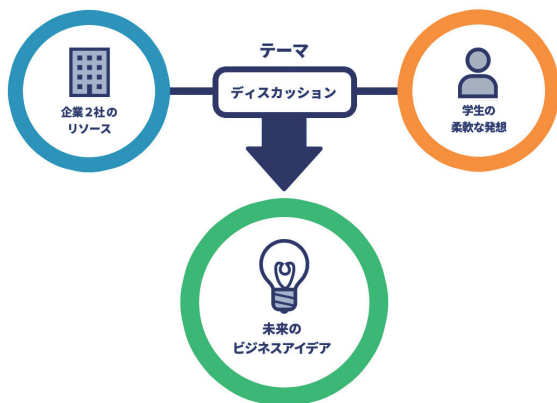 テーマ
ディスカッション
企業2社の
リソース
学生の
柔軟な発想
未来の
ビジネスアイデア